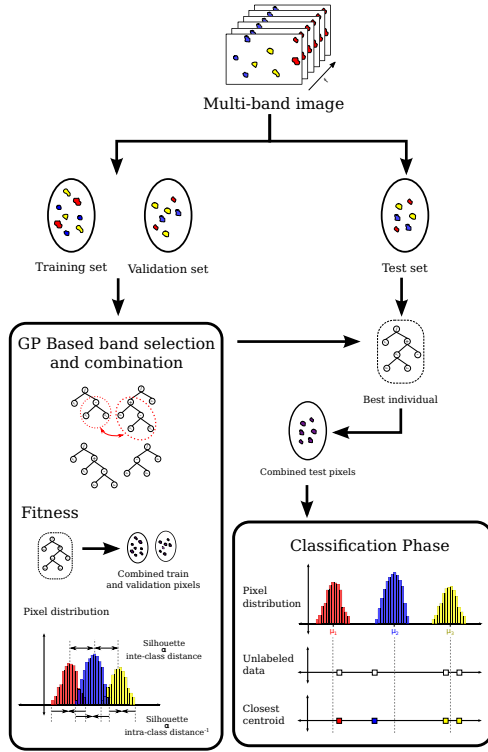 Multi-band image
Training set
Validation set
Test set
GP Based band selection
and combination
Best individual
Combined test pixels
Fitness
Combined train
and validation pixels
Pixel distribution
Silhouette
α
inte-class distance
Silhouette
α
intra-class distance-1
Classification Phase
Pixel
distribution
μ1
μ2
μ3
Unlabeled
data
Closest
centroid